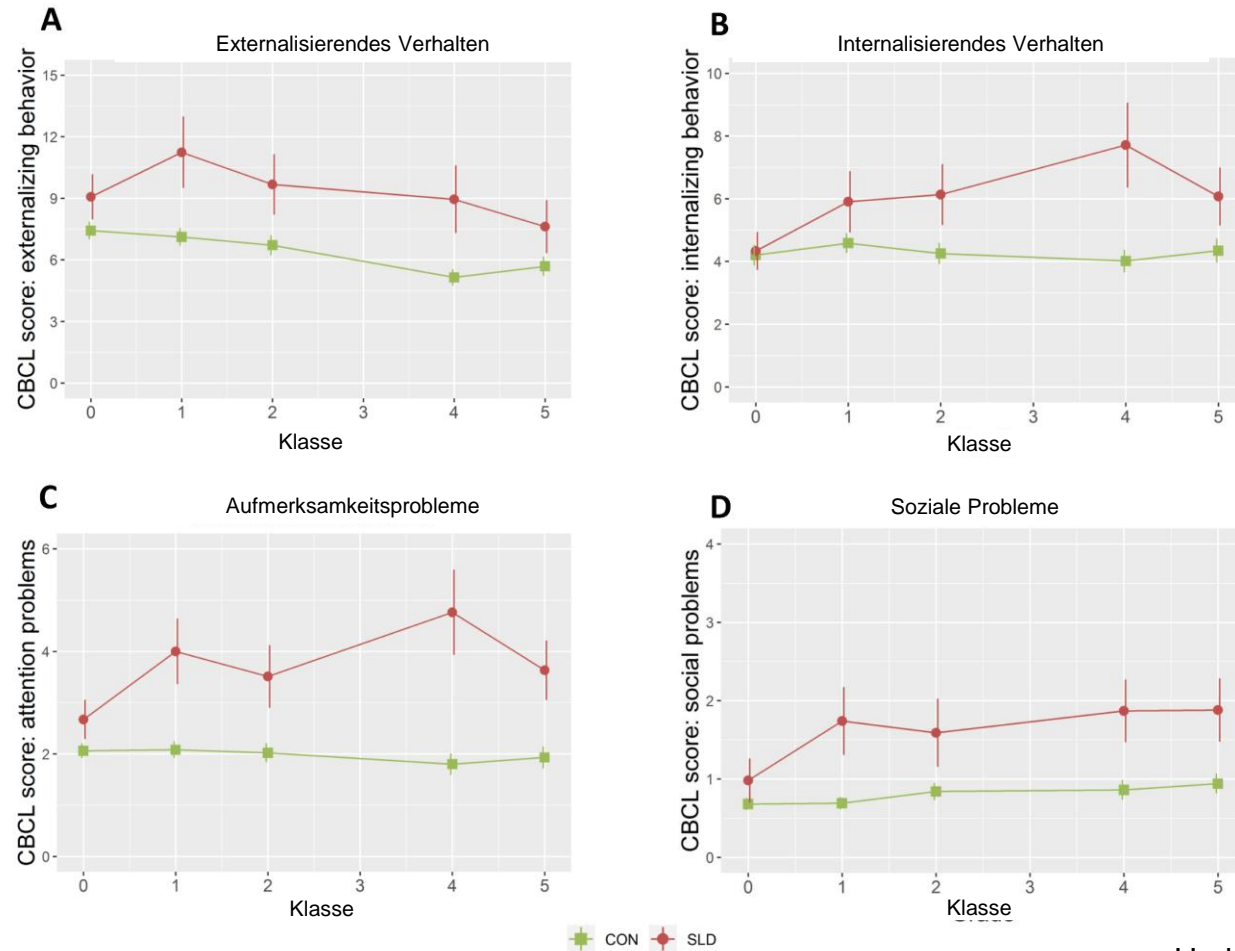 A
Externalisierendes Verhalten
CBCL score: externalizing behavior
15
12
9
6
3
0
0 1 2 3 4 5
Klasse
B
Internalisierendes Verhalten
CBCL score: internalizing behavior
10
8
6
4
2
0
0 1 2 3 4 5
Klasse
C
Aufmerksamkeitsprobleme
CBCL score: attention problems
6
4
2
0
0 1 2 3 4 5
Klasse
D
Soziale Probleme
CBCL score: social problems
4
3
2
1
0
0 1 2 3 4 5
Klasse
CON SLD